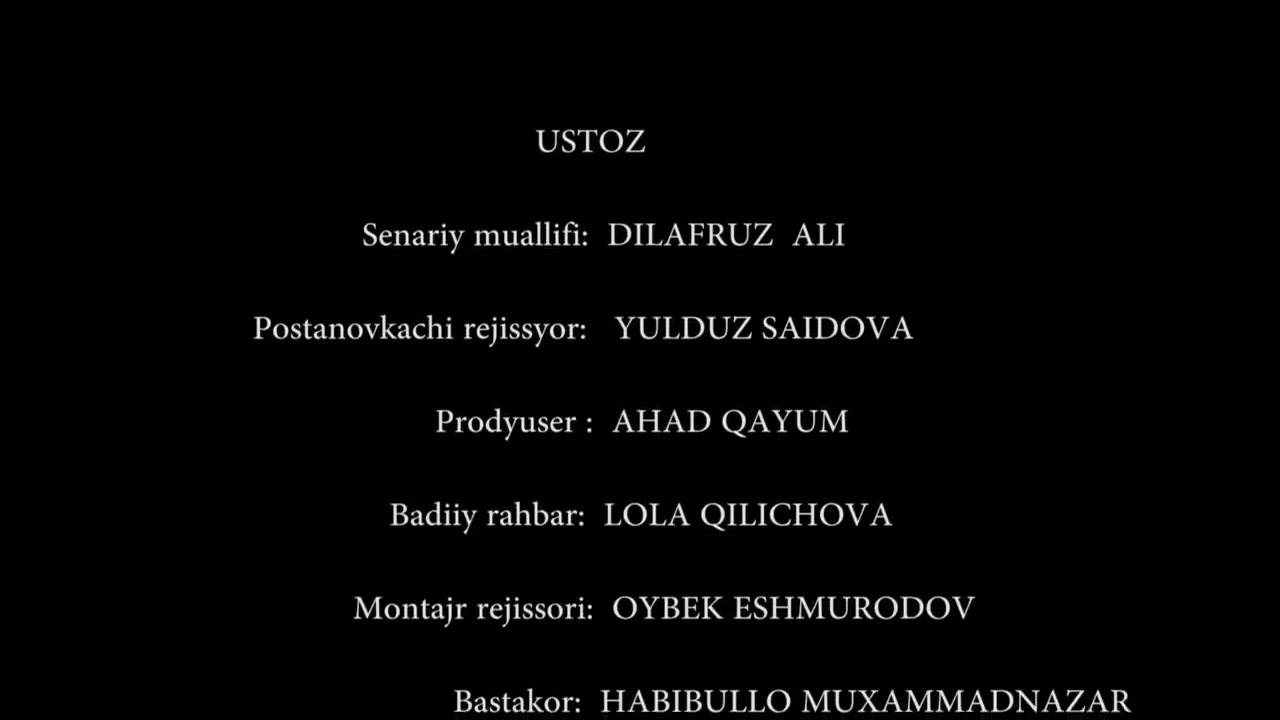 USTOZ
Senariy muallifi: DILAFRUZ ALI
Postanovkachi rejissyor: YULDUZ SAIDOVA
Prodyuser : AHAD QAYUM
Badiiy rahbar: LOLA QILICHOVA
Montajr rejissori: OYBEK ESHMURODOV
Bastakor: HABIBULLO MUXAMMADNAZAR